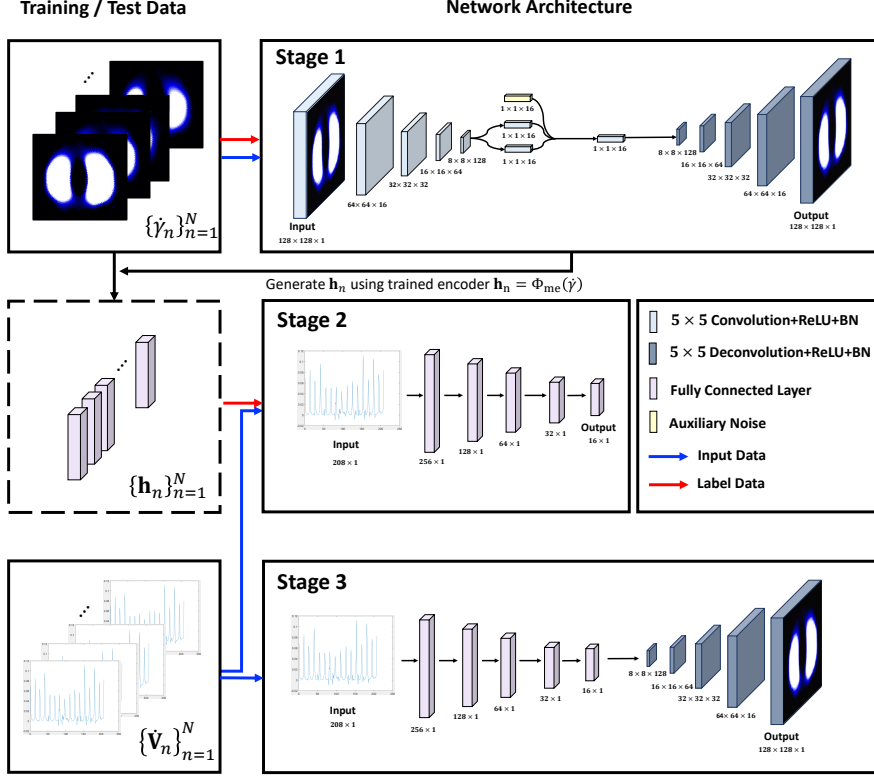 Training / Test Data
Network Architecture
Stage 1
1 × 1 × 16
1 × 1 × 16
1 × 1 × 16
1 × 1 × 16
8 × 8 × 128
16 × 16 × 64
32 × 32 × 32
64 × 64 × 16
Input
128 × 128 × 1
8 × 8 × 128
16 × 16 × 64
32 × 32 × 32
64 × 64 × 16
Output
128 × 128 × 1
{γ̇ₙ}ᴺₙ₌₁
Generate 𝐡ₙ using trained encoder 𝐡ₙ = Φₘₑ(γ̇)
{𝐡ₙ}ᴺₙ₌₁
Stage 2
Input
208 × 1
256 × 1
128 × 1
64 × 1
32 × 1
Output
16 × 1
5 × 5 Convolution+ReLU+BN
5 × 5 Deconvolution+ReLU+BN
Fully Connected Layer
Auxiliary Noise
Input Data
Label Data
{𝐕̇ₙ}ᴺₙ₌₁
Stage 3
Input
208 × 1
256 × 1
128 × 1
64 × 1
32 × 1
16 × 1
8 × 8 × 128
16 × 16 × 64
32 × 32 × 32
64 × 64 × 16
Output
128 × 128 × 1